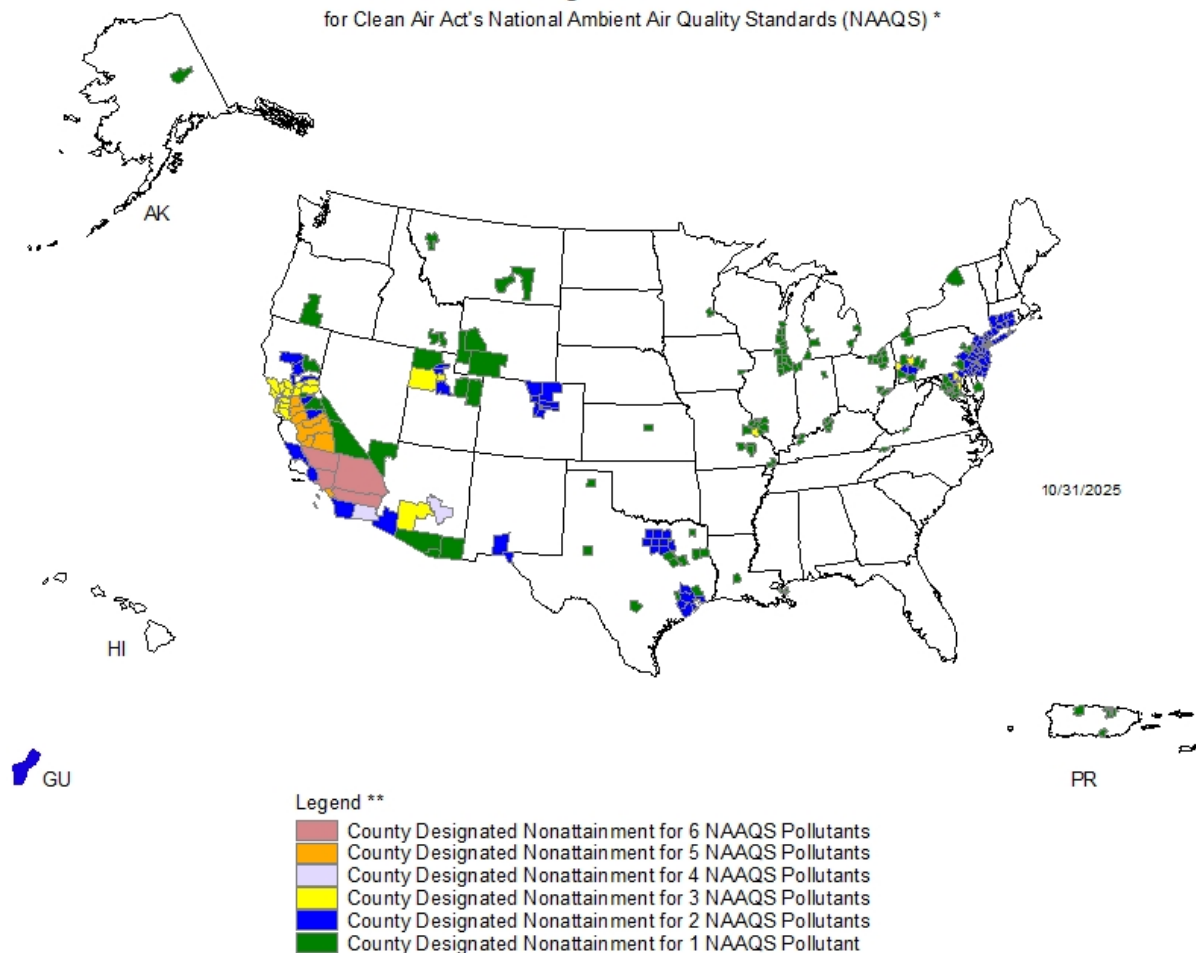 for Clean Air Act's National Ambient Air Quality Standards (NAAQS) *
AK
10/31/2025
HI
GU
PR
Legend **
County Designated Nonattainment for 6 NAAQS Pollutants
County Designated Nonattainment for 5 NAAQS Pollutants
County Designated Nonattainment for 4 NAAQS Pollutants
County Designated Nonattainment for 3 NAAQS Pollutants
County Designated Nonattainment for 2 NAAQS Pollutants
County Designated Nonattainment for 1 NAAQS Pollutant